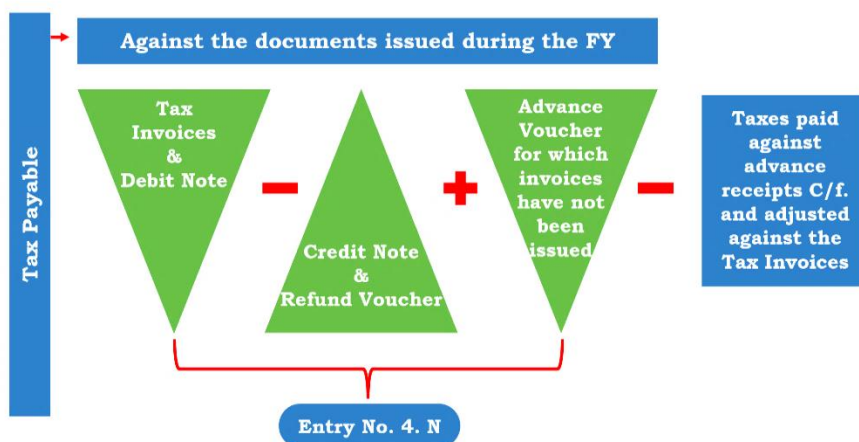 Tax Payable
Against the documents issued during the FY
Tax
Invoices
&
Debit Note
Credit Note
&
Refund Voucher
Advance
Voucher
for which
invoices
have not
been
issued
Taxes paid
against
advance
receipts C/f.
and adjusted
against the
Tax Invoices
Entry No. 4. N